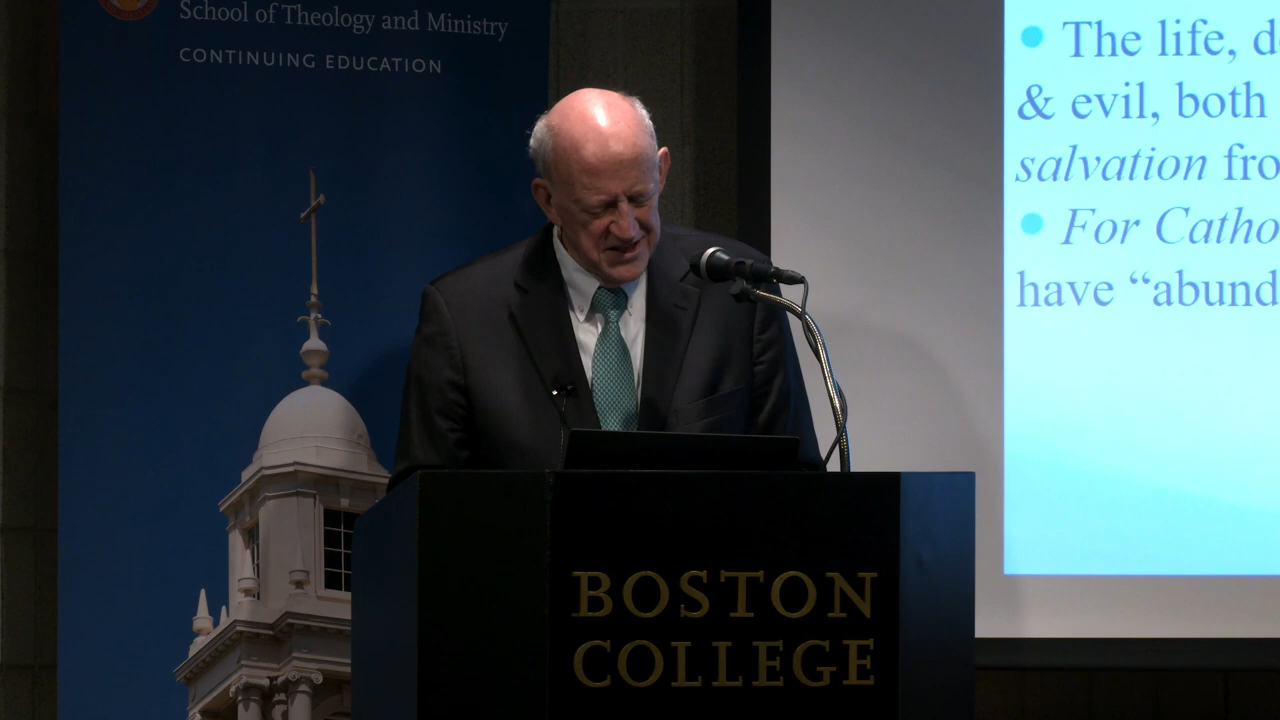 School of Theology and Ministry
CONTINUING EDUCATION
• The life, d
& evil, both
salvation fro
• For Catho
have “abund
BOSTON
COLLEGE